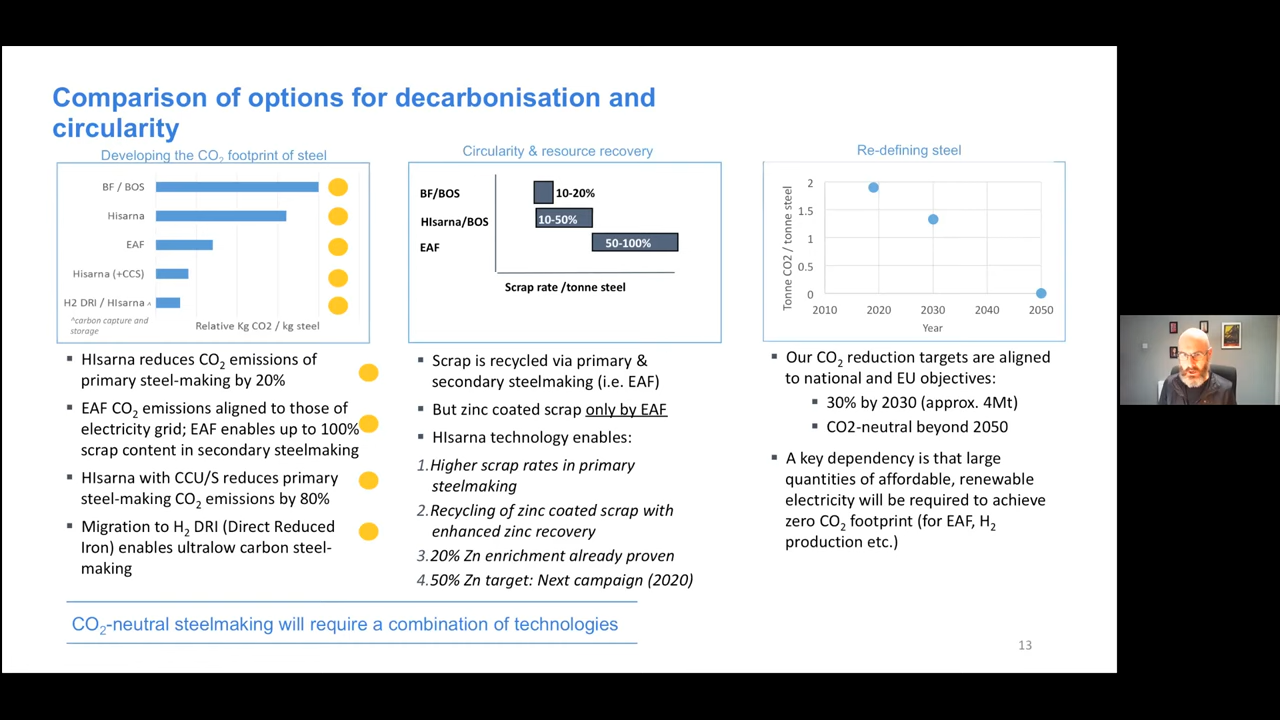 Comparison of options for decarbonisation and
circularity
Developing the CO2 footprint of steel
BF / BOS
Hisarna
EAF
Hisarna (+CCS)
H2 DRI / HIsarna ^
^carbon capture and
storage
Relative Kg CO2 / kg steel
HIsarna reduces CO2 emissions of
primary steel-making by 20%
EAF CO2 emissions aligned to those of
electricity grid; EAF enables up to 100%
scrap content in secondary steelmaking
HIsarna with CCU/S reduces primary
steel-making CO2 emissions by 80%
Migration to H2 DRI (Direct Reduced
Iron) enables ultralow carbon steel-
making
Circularity & resource recovery
BF/BOS
10-20%
HIsarna/BOS
10-50%
EAF
50-100%
Scrap rate /tonne steel
Scrap is recycled via primary &
secondary steelmaking (i.e. EAF)
But zinc coated scrap only by EAF
HIsarna technology enables:
1.Higher scrap rates in primary
steelmaking
2.Recycling of zinc coated scrap with
enhanced zinc recovery
3.20% Zn enrichment already proven
4.50% Zn target: Next campaign (2020)
Re-defining steel
Tonne CO2 / tonne steel
2
1.5
1
0.5
0
2010 2020 2030 2040 2050
Year
Our CO2 reduction targets are aligned
to national and EU objectives:
30% by 2030 (approx. 4Mt)
CO2-neutral beyond 2050
A key dependency is that large
quantities of affordable, renewable
electricity will be required to achieve
zero CO2 footprint (for EAF, H2
production etc.)
CO2-neutral steelmaking will require a combination of technologies
13